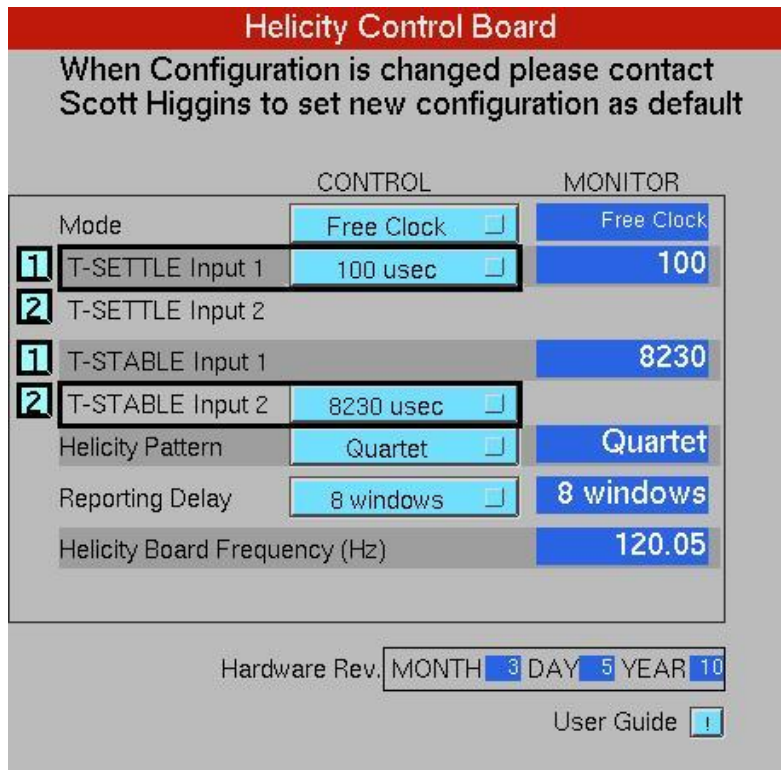 Helicity Control Board
When Configuration is changed please contact
Scott Higgins to set new configuration as default
CONTROL MONITOR
Mode Free Clock Free Clock
1 T-SETTLE Input 1 100 usec 100
2 T-SETTLE Input 2
1 T-STABLE Input 1 8230
2 T-STABLE Input 2 8230 usec
Helicity Pattern Quartet Quartet
Reporting Delay 8 windows 8 windows
Helicity Board Frequency (Hz) 120.05
Hardware Rev. MONTH 3 DAY 5 YEAR 10
User Guide !